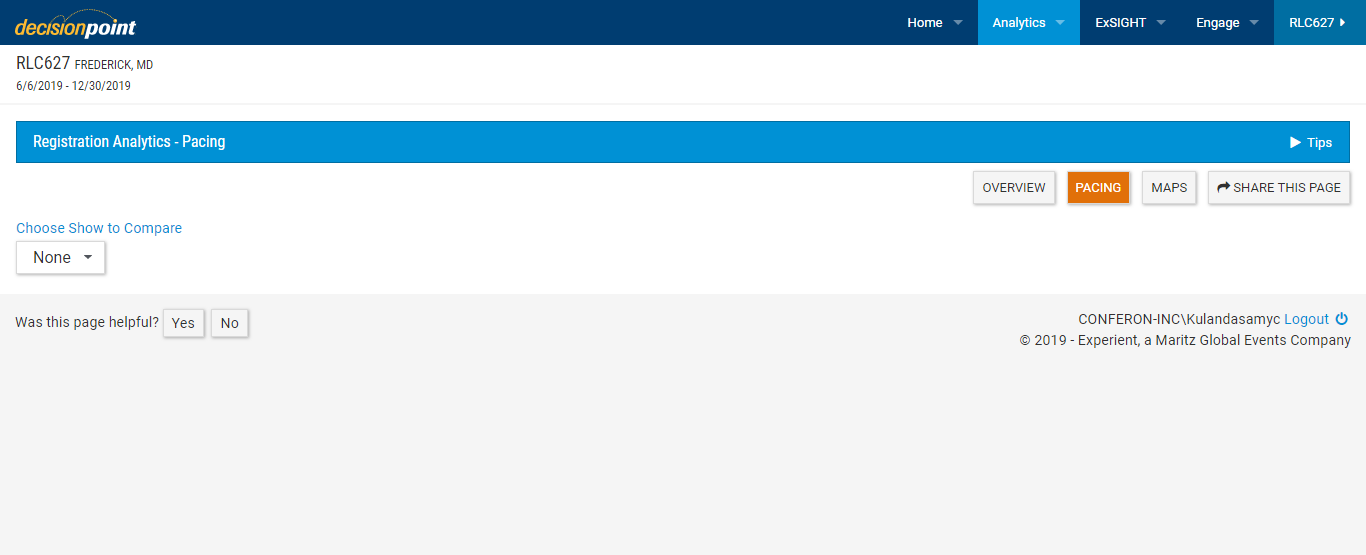 decisionpoint
Home Analytics ExSIGHT Engage RLC627
RLC627 FREDERICK, MD
6/6/2019 - 12/30/2019
Registration Analytics - Pacing Tips
OVERVIEW PACING MAPS SHARE THIS PAGE
Choose Show to Compare
None
Was this page helpful? Yes No
CONFERON-INC\Kulandasamyc Logout
© 2019 - Experient, a Maritz Global Events Company